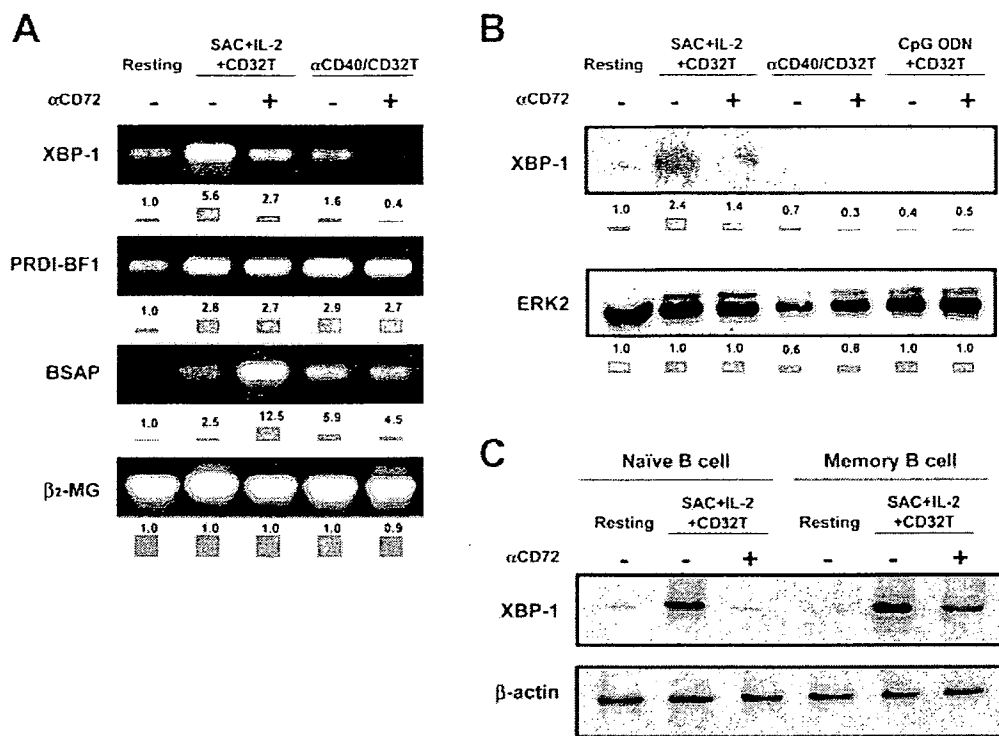 A
SAC+IL-2
Resting +CD32T αCD40/CD32T
αCD72 - - + - +
XBP-1
1.0 5.6 2.7 1.6 0.4
PRDI-BF1
1.0 2.8 2.7 2.9 2.7
BSAP
1.0 2.5 12.5 5.9 4.5
β₂-MG
1.0 1.0 1.0 1.0 0.9
B
SAC+IL-2 CpG ODN
Resting +CD32T αCD40/CD32T +CD32T
αCD72 - - + - + - +
XBP-1
1.0 2.4 1.4 0.7 0.3 0.4 0.5
ERK2
1.0 1.0 1.0 0.6 0.8 1.0 1.0
C
Naïve B cell Memory B cell
SAC+IL-2 SAC+IL-2
Resting +CD32T Resting +CD32T
αCD72 - - + - - +
XBP-1
β-actin